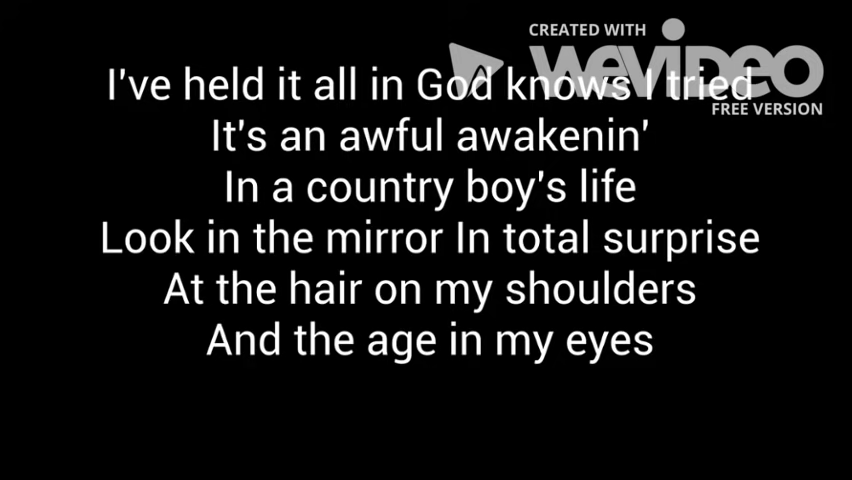 CREATED WITH
WEVIDEO
FREE VERSION
I've held it all in God knows I tried
It's an awful awakenin'
In a country boy's life
Look in the mirror In total surprise
At the hair on my shoulders
And the age in my eyes